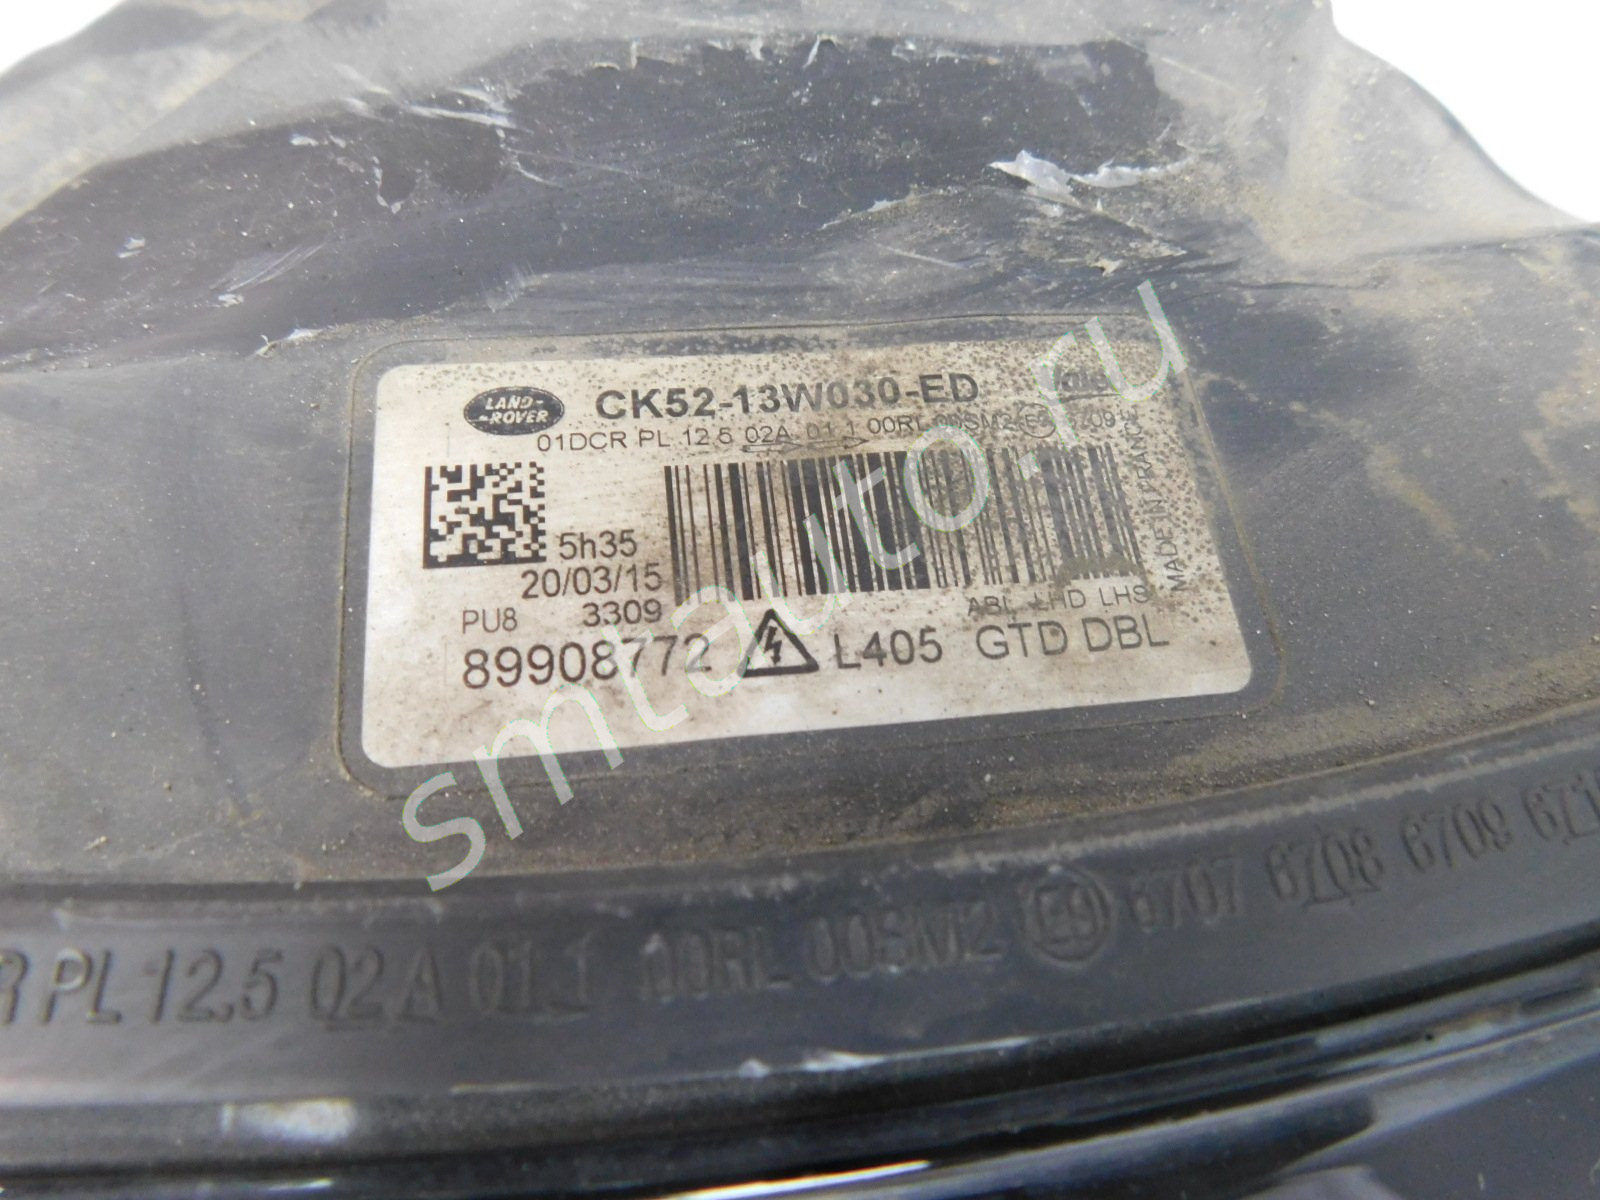 LAND-
-ROVER
CK52-13W030-ED
01DCR PL 12.5 02A 01 1 00RL 00SM2 E9 6709
MADE IN FRANCE
5h35
20/03/15
PU8 3309
ABL LHD LHS
89908772 L405 GTD DBL
R PL 12.5 02 A 01 1 00RL 00SM2 E9 6707 6708 6709
smtauto.ru